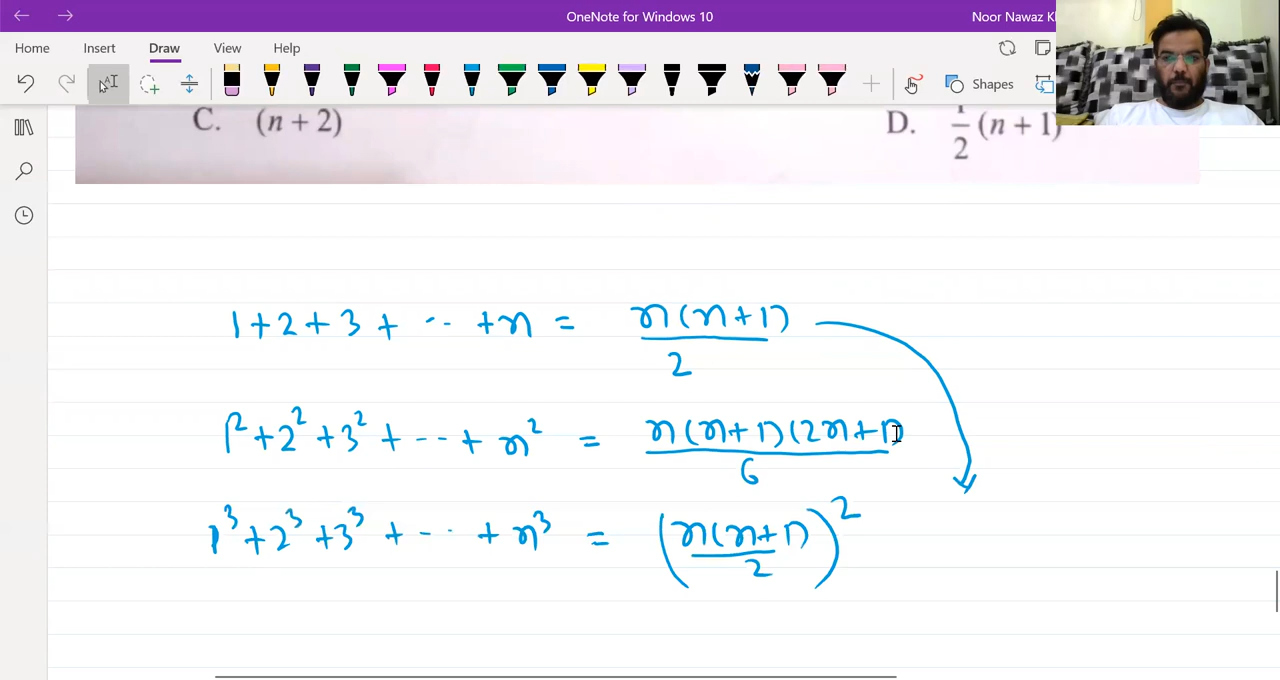 OneNote for Windows 10
Noor Nawaz
Home Insert Draw View Help
Shapes
C. (n + 2)
D. 1/2 (n + 1)
1 + 2 + 3 + ... + n = n(n+1)/2
1² + 2² + 3² + ... + n² = n(n+1)(2n+1)/6
1³ + 2³ + 3³ + ... + n³ = (n(n+1)/2)²